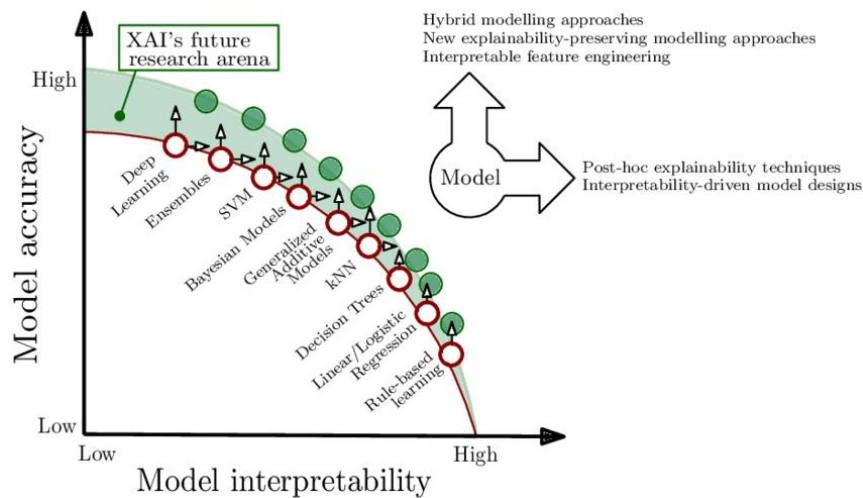 XAI's future
research arena
High
Deep
Learning
Ensembles
SVM
Bayesian Models
Generalized
Additive
Models
kNN
Decision Trees
Linear/Logistic
Regression
Rule-based
learning
Model accuracy
Low
Low
High
Model interpretability
Hybrid modelling approaches
New explainability-preserving modelling approaches
Interpretable feature engineering
Model
Post-hoc explainability techniques
Interpretability-driven model designs